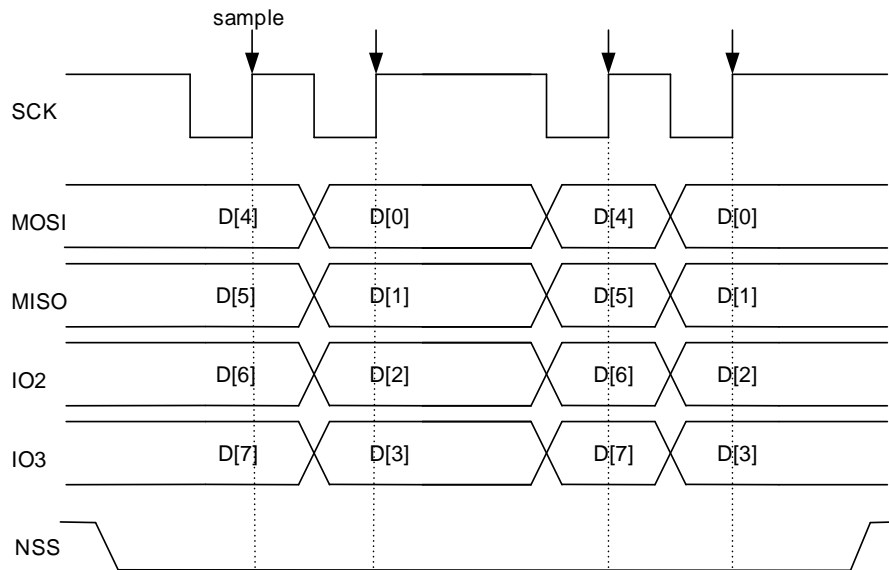 sample
SCK
MOSI D[4] D[0] D[4] D[0]
MISO D[5] D[1] D[5] D[1]
IO2 D[6] D[2] D[6] D[2]
IO3 D[7] D[3] D[7] D[3]
NSS